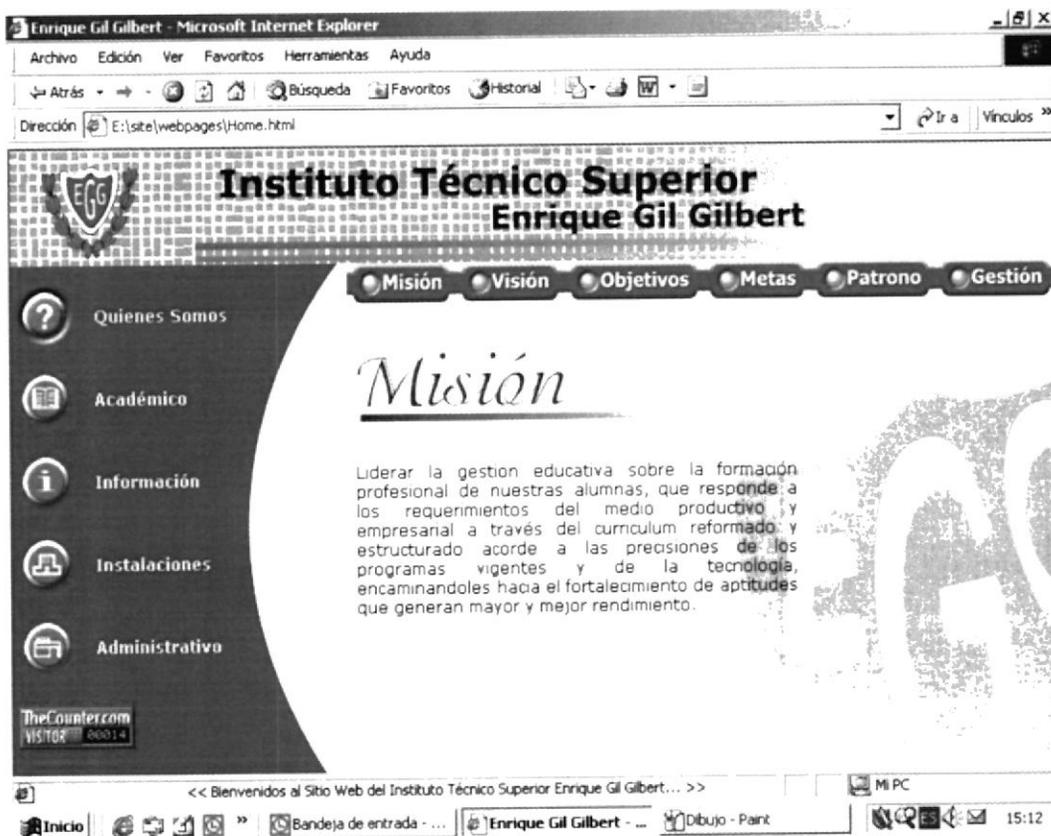 Enrique Gil Gilbert - Microsoft Internet Explorer
Archivo Edición Ver Favoritos Herramientas Ayuda
Atrás Búsqueda Favoritos Historial
Dirección E:\site\webpages\Home.html Ir a Vínculos »
EGG
Instituto Técnico Superior
Enrique Gil Gilbert
Misión Visión Objetivos Metas Patrono Gestión
? Quienes Somos
Académico
i Información
Instalaciones
Administrativo
Misión
Liderar la gestion educativa sobre la formación
profesional de nuestras alumnas, que responde a
los requerimientos del medio productivo y
empresarial a través del curriculum reformado y
estructurado acorde a las precisiones de los
programas vigentes y de la tecnología,
encaminandoles hacia el fortalecimiento de aptitudes
que generan mayor y mejor rendimiento.
TheCounter.com
VISITOR 00014
<< Bienvenidos al Sitio Web del Instituto Técnico Superior Enrique Gil Gilbert... >> Mi PC
Inicio » Bandeja de entrada - ... Enrique Gil Gilbert - ... Dibujo - Paint ES 15:12